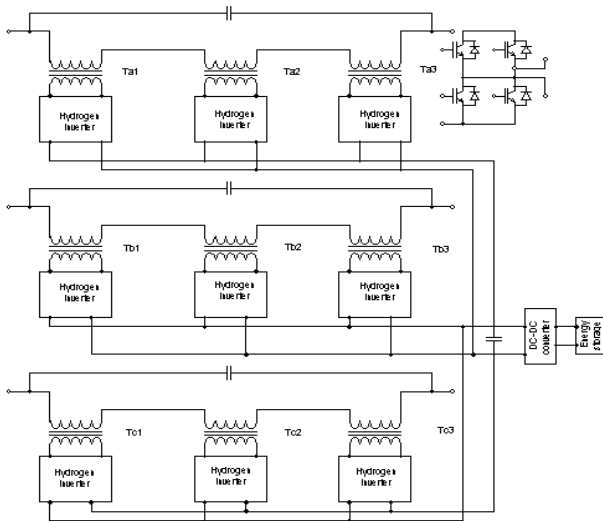 Ta1
Ta2
Ta3
Hydrogen
Inverter
Hydrogen
Inverter
Hydrogen
Inverter
Tb1
Tb2
Tb3
Hydrogen
Inverter
Hydrogen
Inverter
Hydrogen
Inverter
DC-DC
converter
Energy
storage
Tc1
Tc2
Tc3
Hydrogen
Inverter
Hydrogen
Inverter
Hydrogen
Inverter